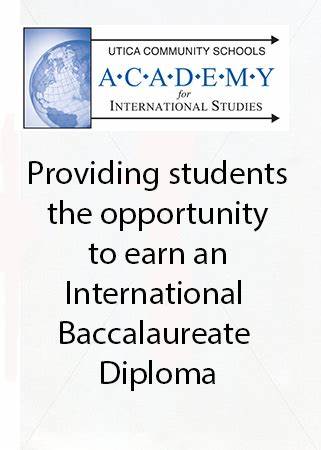 UTICA COMMUNITY SCHOOLS
A•C•A•D•E•M•Y
for
INTERNATIONAL STUDIES
Providing students
the opportunity
to earn an
International
Baccalaureate
Diploma